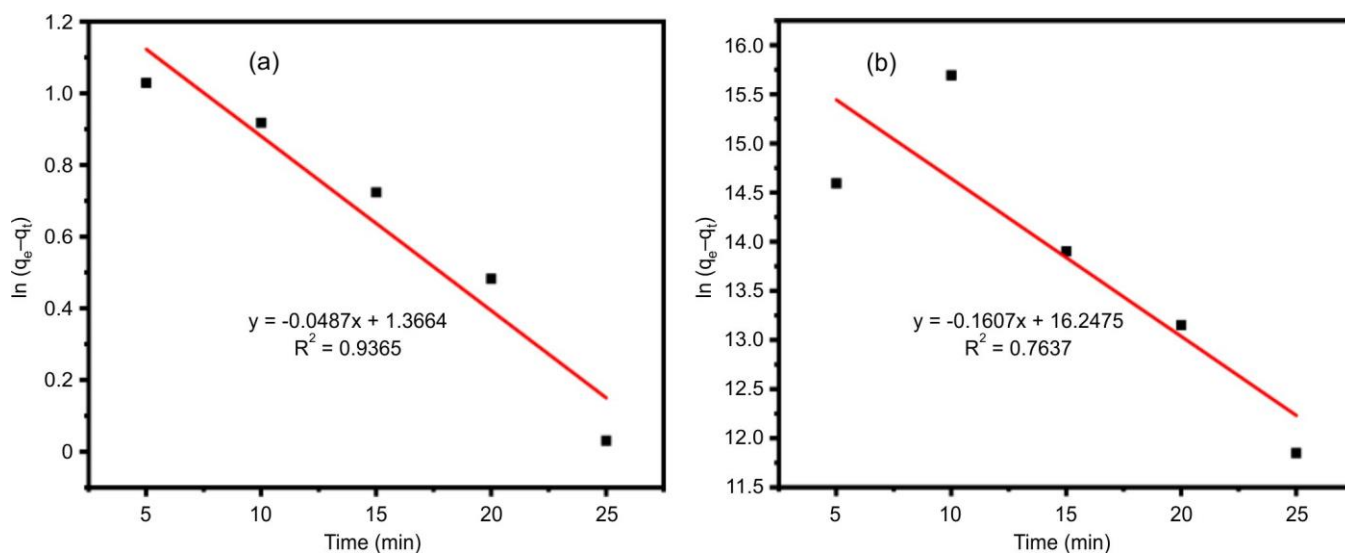 (a)
1.2
1.0
0.8
0.6
0.4
0.2
0
ln (qe–qt)
y = -0.0487x + 1.3664
R² = 0.9365
5 10 15 20 25
Time (min)
(b)
16.0
15.5
15.0
14.5
14.0
13.5
13.0
12.5
12.0
11.5
ln (qe–qt)
y = -0.1607x + 16.2475
R² = 0.7637
5 10 15 20 25
Time (min)